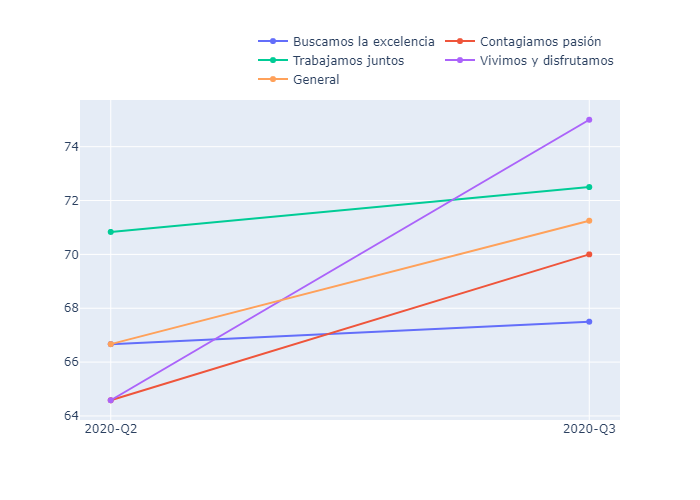 Buscamos la excelencia Contagiamos pasión
Trabajamos juntos Vivimos y disfrutamos
General
74
72
70
68
66
64
2020-Q2 2020-Q3